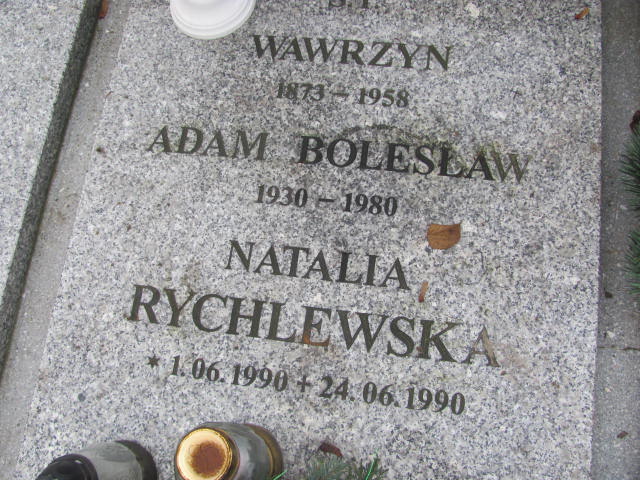 WAWRZYN
1873 – 1958
ADAM BOLESŁAW
1930 – 1980
NATALIA
RYCHLEWSKA
* 1.06.1990 + 24.06.1990